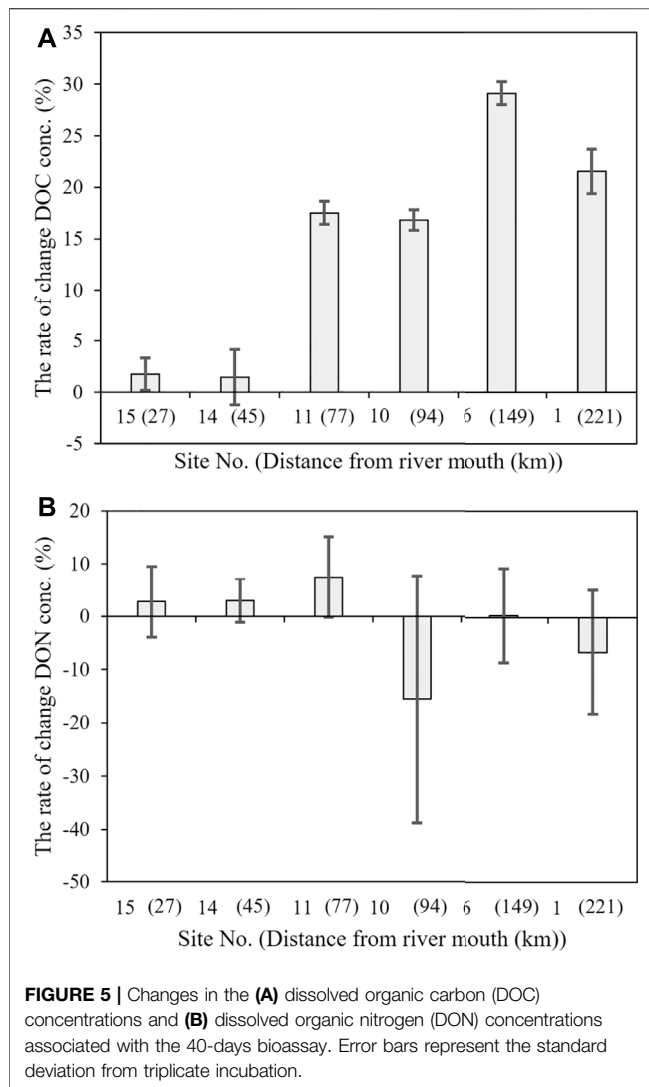 A
The rate of change DOC conc. (%)
35
30
25
20
15
10
5
0
-5
15 (27) 14 (45) 11 (77) 10 (94) 6 (149) 1 (221)
Site No. (Distance from river mouth (km))
B
The rate of change DON conc. (%)
20
10
0
-10
-20
-30
-40
-50
15 (27) 14 (45) 11 (77) 10 (94) 6 (149) 1 (221)
Site No. (Distance from river mouth (km))
FIGURE 5 | Changes in the (A) dissolved organic carbon (DOC)
concentrations and (B) dissolved organic nitrogen (DON) concentrations
associated with the 40-days bioassay. Error bars represent the standard
deviation from triplicate incubation.